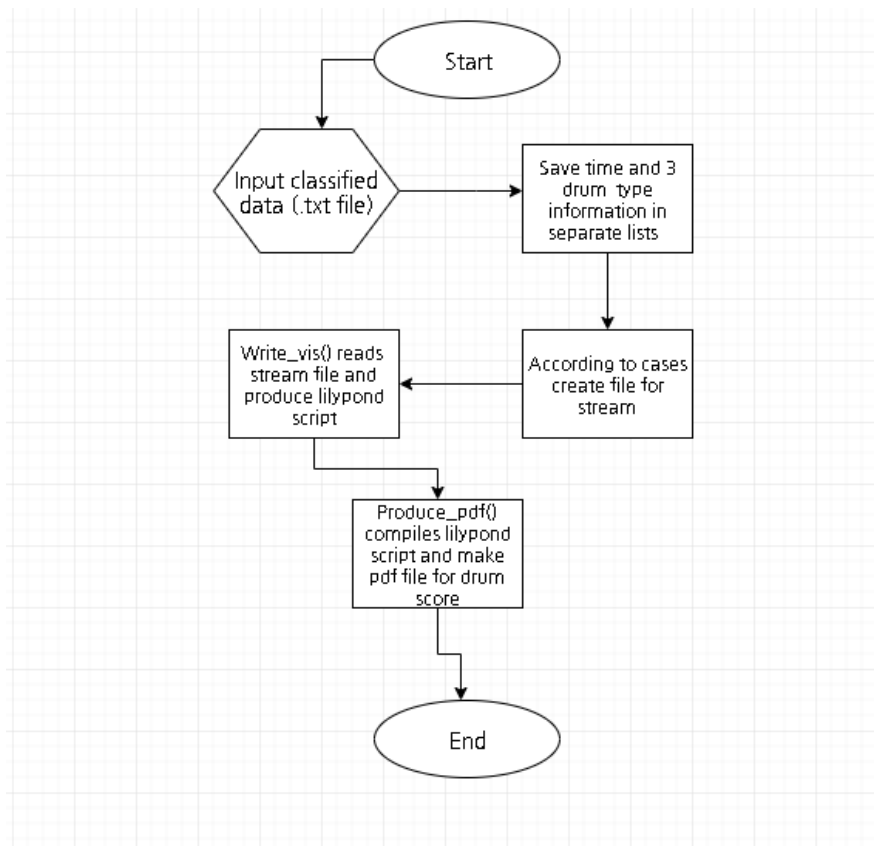 Start
Input classified
data (.txt file)
Save time and 3
drum type
information in
separate lists
According to cases
create file for
stream
Write_vis() reads
stream file and
produce lilypond
script
Produce_pdf()
compiles lilypond
script and make
pdf file for drum
score
End